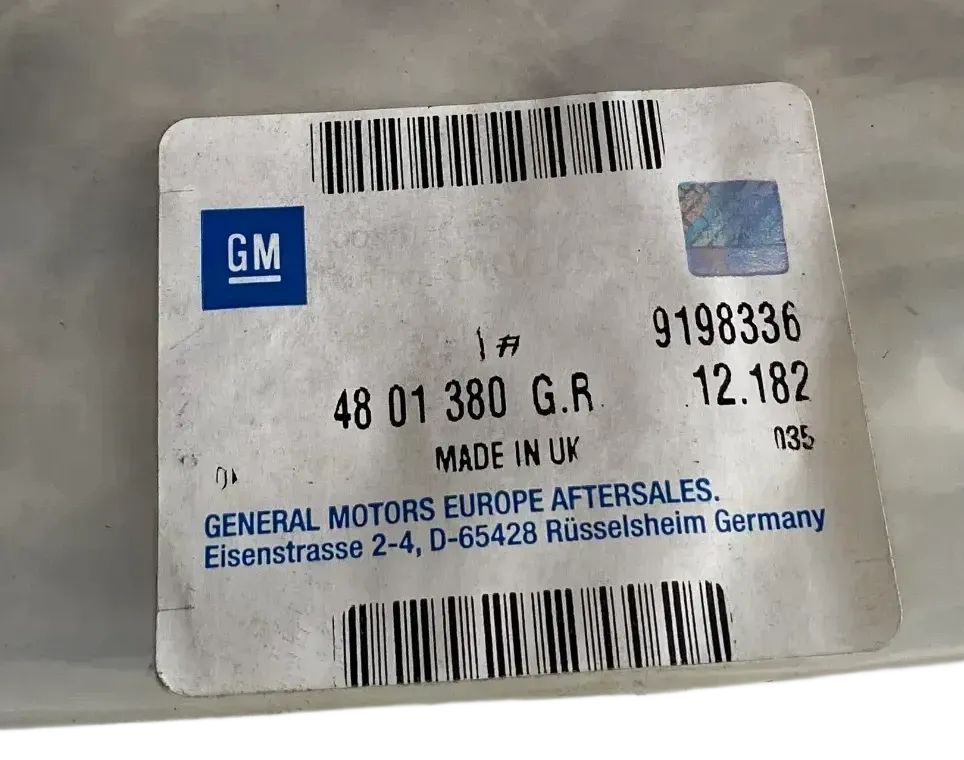 GM
9198336
1 #
48 01 380 G.R.
12.182
MADE IN UK
035
GENERAL MOTORS EUROPE AFTERSALES.
Eisenstrasse 2-4, D-65428 Rüsselsheim Germany